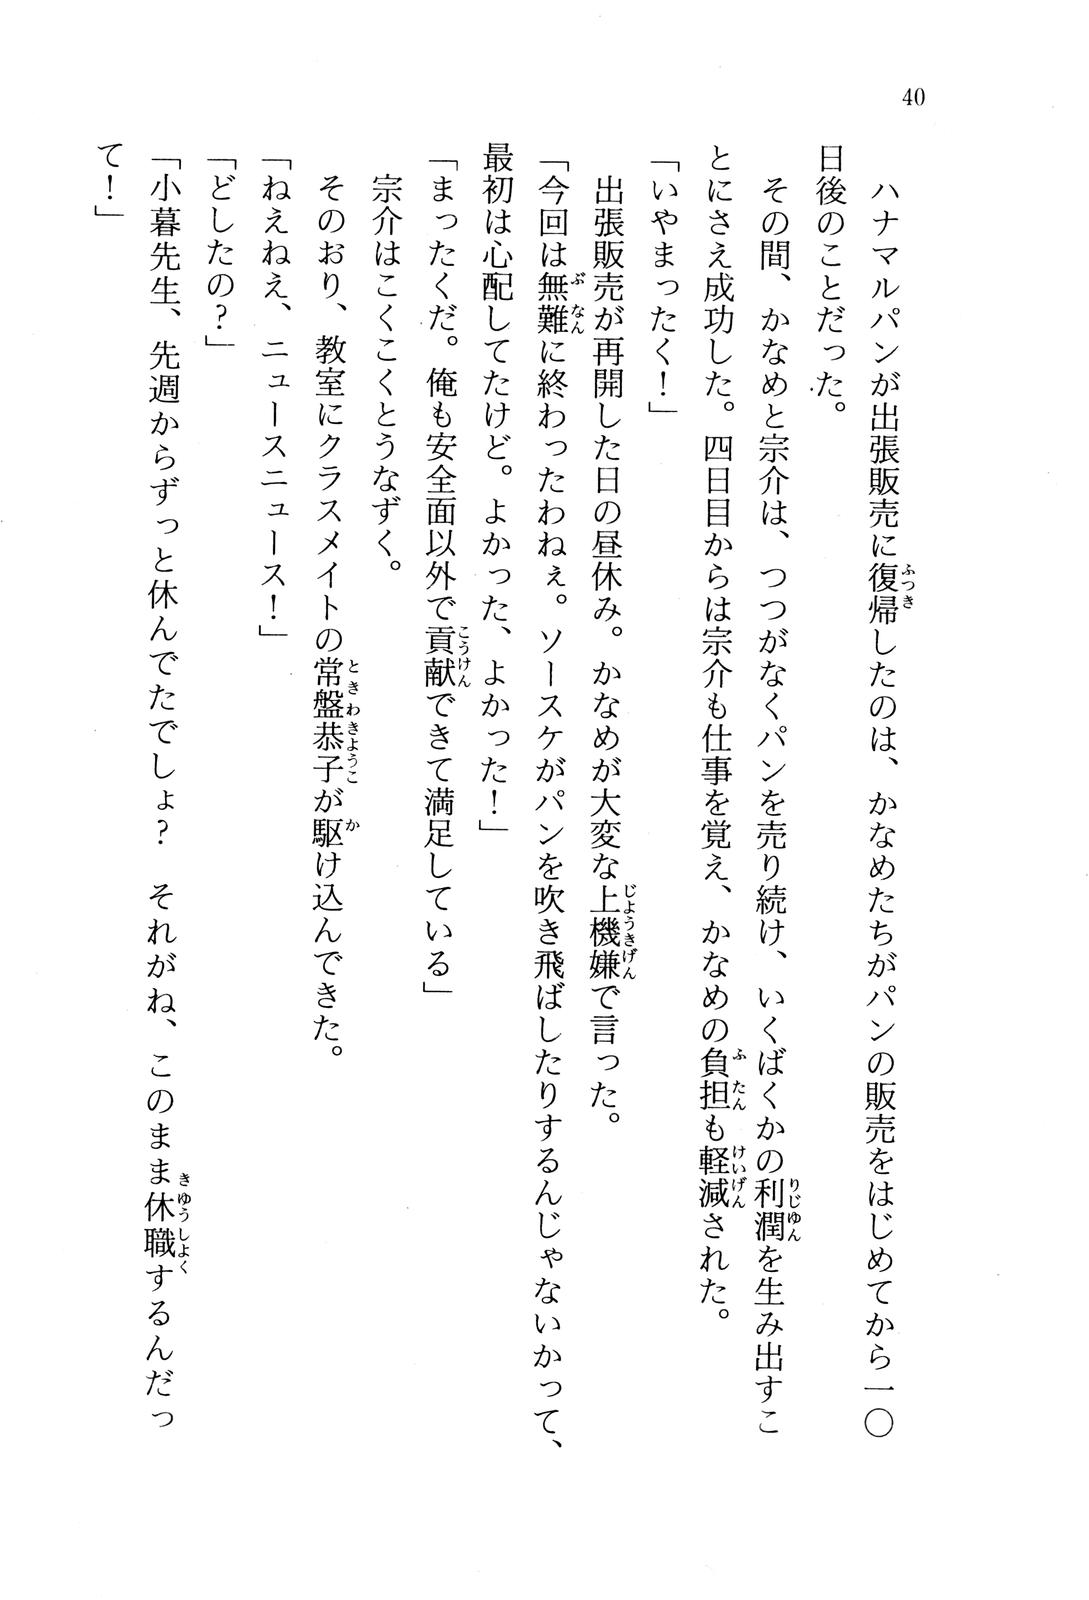 40
ハナマルパンが出張販売に復帰したのは、かなめたちがパンの販売をはじめてから一〇
日後のことだった。
その間、かなめと宗介は、つつがなくパンを売り続け、いくばくかの利潤を生み出すこ
とにさえ成功した。四日目からは宗介も仕事を覚え、かなめの負担も軽減された。
「いやまったく！」
出張販売が再開した日の昼休み。かなめが大変な上機嫌で言った。
「今回は無難に終わったわねぇ。ソースケがパンを吹き飛ばしたりするんじゃないかって、
最初は心配してたけど。よかった、よかった！」
「まったくだ。俺も安全面以外で貢献できて満足している」
宗介はこくこくとうなずく。
そのおり、教室にクラスメイトの常盤恭子が駆け込んできた。
「ねえねえ、ニュースニュース！」
「どしたの？」
「小暮先生、先週からずっと休んでたでしょ？　それがね、このまま休職するんだっ
て！」